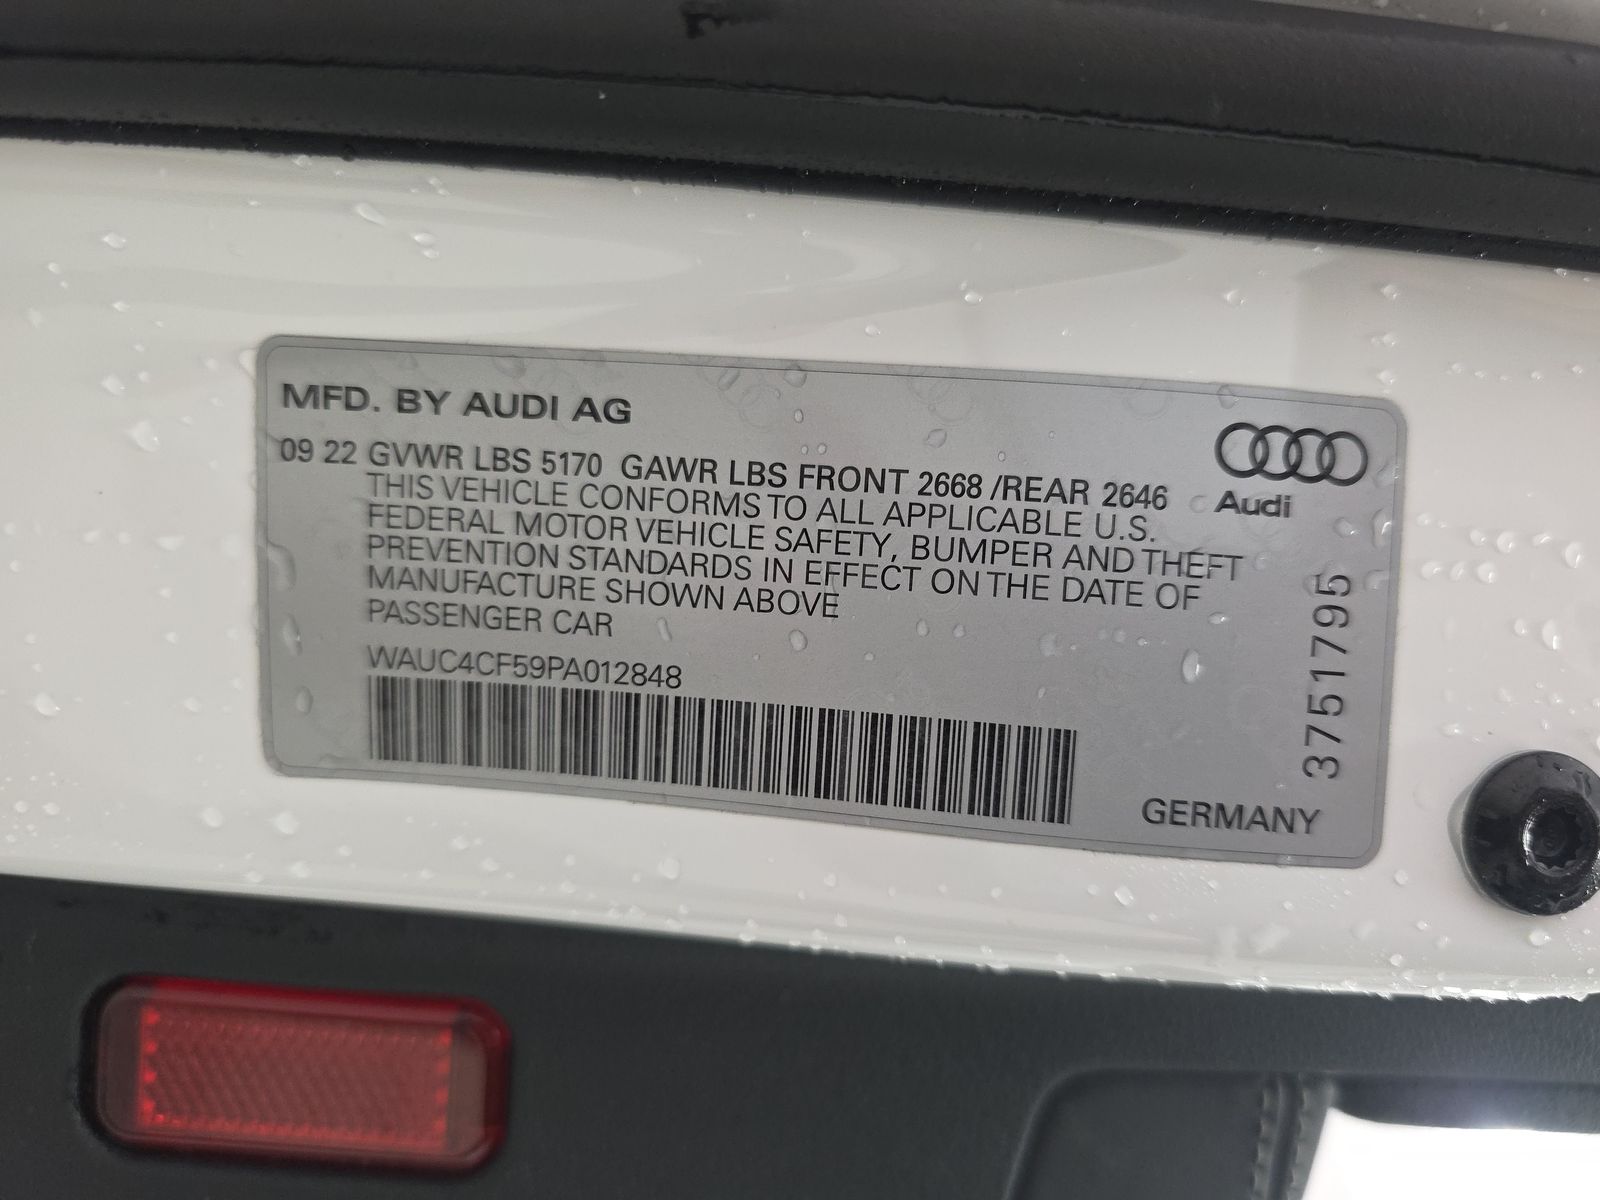 MFD. BY AUDI AG
09 22 GVWR LBS 5170 GAWR LBS FRONT 2668 /REAR 2646
THIS VEHICLE CONFORMS TO ALL APPLICABLE U.S.
FEDERAL MOTOR VEHICLE SAFETY, BUMPER AND THEFT
PREVENTION STANDARDS IN EFFECT ON THE DATE OF
MANUFACTURE SHOWN ABOVE
PASSENGER CAR
WAUC4CF59PA012848
Audi
3751795
GERMANY